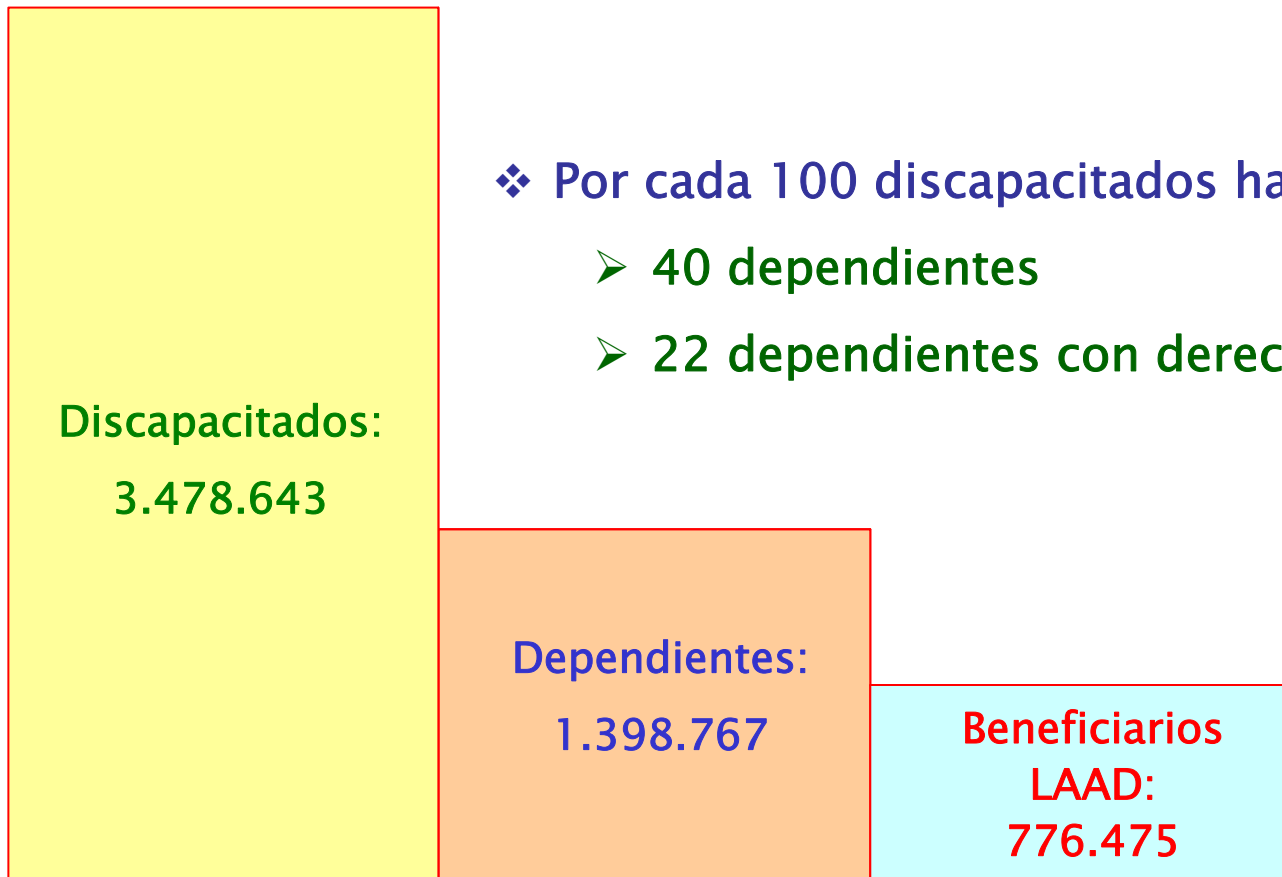 Por cada 100 discapacitados ha
40 dependientes
22 dependientes con derec
Discapacitados:
3.478.643
Dependientes:
1.398.767
Beneficiarios
LAAD:
776.475